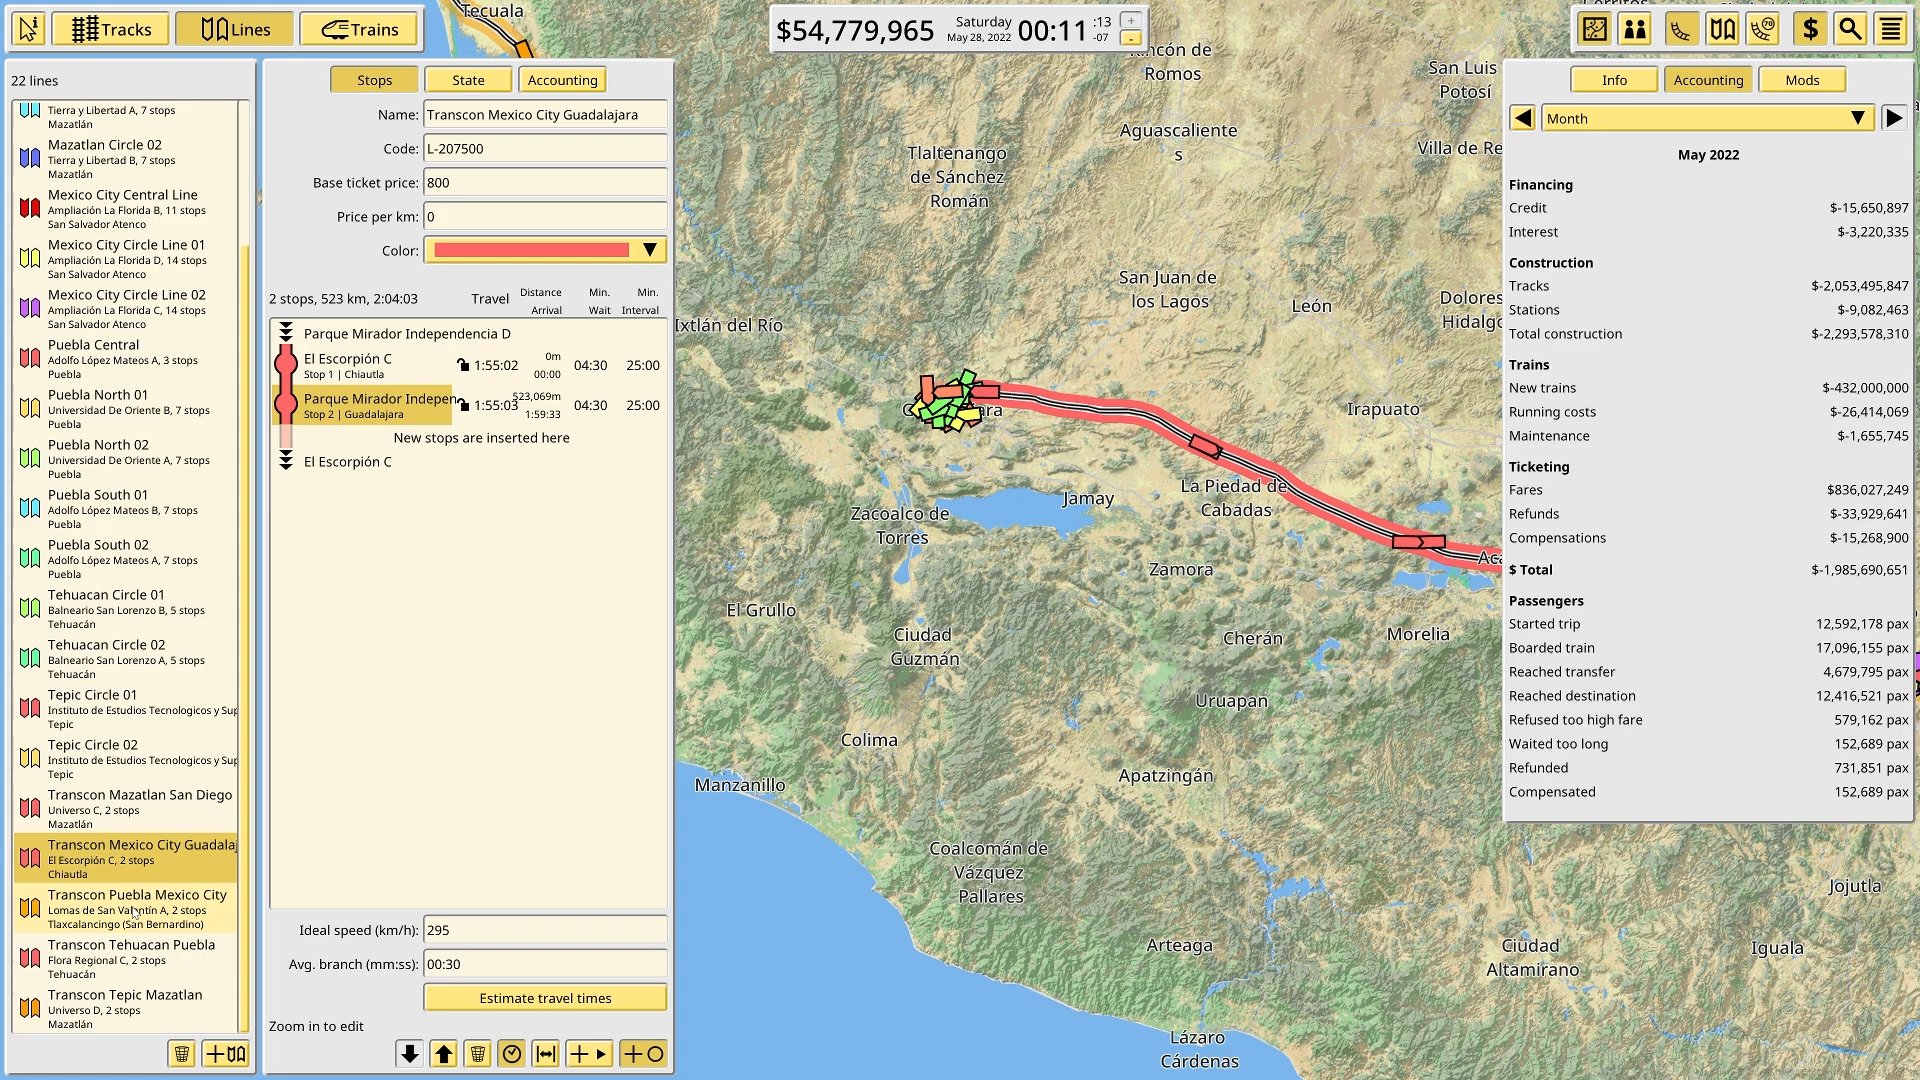 Tracks
Lines
Trains
$54,779,965
Saturday
May 28, 2022
00:11
:13
-07
+
-
70
$
22 lines
Tierra y Libertad A, 7 stops
Mazatlán
Mazatlan Circle 02
Tierra y Libertad B, 7 stops
Mazatlán
Mexico City Central Line
Ampliación La Florida B, 11 stops
San Salvador Atenco
Mexico City Circle Line 01
Ampliación La Florida D, 14 stops
San Salvador Atenco
Mexico City Circle Line 02
Ampliación La Florida C, 14 stops
San Salvador Atenco
Puebla Central
Adolfo López Mateos A, 3 stops
Puebla
Puebla North 01
Universidad De Oriente B, 7 stops
Puebla
Puebla North 02
Universidad De Oriente A, 7 stops
Puebla
Puebla South 01
Adolfo López Mateos B, 7 stops
Puebla
Puebla South 02
Adolfo López Mateos A, 7 stops
Puebla
Tehuacan Circle 01
Balneario San Lorenzo B, 5 stops
Tehuacán
Tehuacan Circle 02
Balneario San Lorenzo A, 5 stops
Tehuacán
Tepic Circle 01
Instituto de Estudios Tecnologicos y Sup
Tepic
Tepic Circle 02
Instituto de Estudios Tecnologicos y Sup
Tepic
Transcon Mazatlan San Diego
Universo C, 2 stops
Mazatlán
Transcon Mexico City Guadalaj
El Escorpión C, 2 stops
Chiautla
Transcon Puebla Mexico City
Lomas de San Valentín A, 2 stops
Tlaxcalancingo (San Bernardino)
Transcon Tehuacan Puebla
Flora Regional C, 2 stops
Tehuacán
Transcon Tepic Mazatlan
Universo D, 2 stops
Mazatlán
Stops
State
Accounting
Name: Transcon Mexico City Guadalajara
Code: L-207500
Base ticket price: 800
Price per km: 0
Color:
2 stops, 523 km, 2:04:03
Travel
Distance
Arrival
Min.
Wait
Min.
Interval
Parque Mirador Independencia D
El Escorpión C
Stop 1 | Chiautla
1:55:02
0m
00:00
04:30
25:00
Parque Mirador Indepen
Stop 2 | Guadalajara
1:55:03
523,069m
1:59:33
04:30
25:00
New stops are inserted here
El Escorpión C
Ideal speed (km/h): 295
Avg. branch (mm:ss): 00:30
Estimate travel times
Zoom in to edit
Tecuala
Rincón de
Romos
San Luis
Potosí
Aguascaliente
s
Villa de Re
Tlaltenango
de Sánchez
Román
San Juan de
los Lagos
León
Dolores
Hidalgo
Ixtlán del Río
Irapuato
La Piedad de
Cabadas
Jamay
Zacoalco de
Torres
Zamora
El Grullo
Ciudad
Guzmán
Cherán
Morelia
Uruapan
Colima
Apatzingán
Manzanillo
Coalcomán de
Vázquez
Pallares
Jojutla
Arteaga
Ciudad
Altamirano
Iguala
Lázaro
Cárdenas
Info
Accounting
Mods
Month
May 2022
Financing
Credit $-15,650,897
Interest $-3,220,335
Construction
Tracks $-2,053,495,847
Stations $-9,082,463
Total construction $-2,293,578,310
Trains
New trains $-432,000,000
Running costs $-26,414,069
Maintenance $-1,655,745
Ticketing
Fares $836,027,249
Refunds $-33,929,641
Compensations $-15,268,900
$ Total $-1,985,690,651
Passengers
Started trip 12,592,178 pax
Boarded train 17,096,155 pax
Reached transfer 4,679,795 pax
Reached destination 12,416,521 pax
Refused too high fare 579,162 pax
Waited too long 152,689 pax
Refunded 731,851 pax
Compensated 152,689 pax